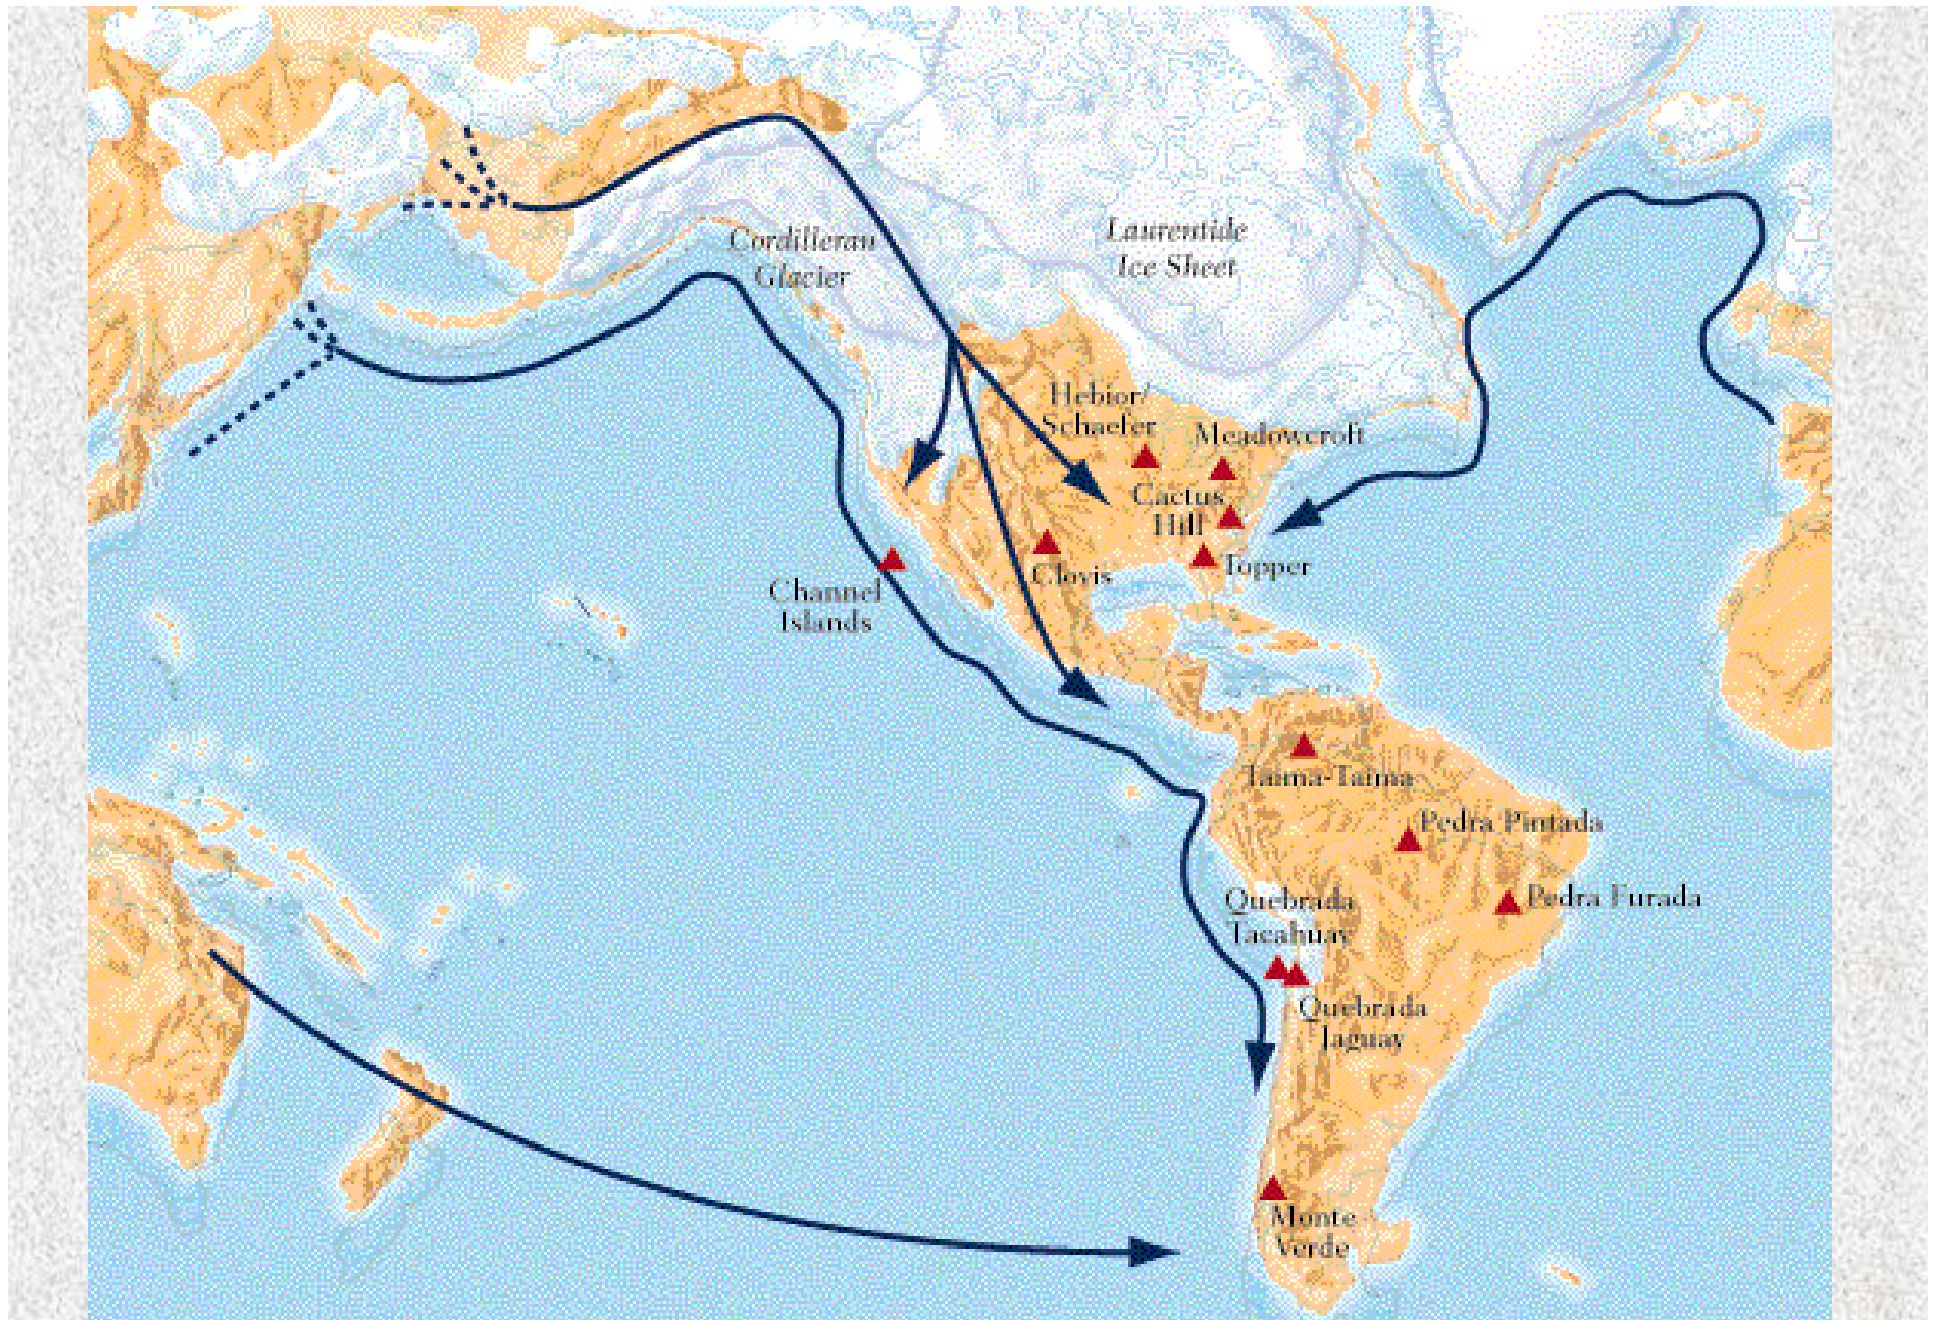 Cordilleran
Glacier
Laurentide
Ice Sheet
Hebior/
Schaefer
Meadowcroft
Cactus
Hill
Topper
Clovis
Channel
Islands
Taima-Taima
Pedra Pintada
Pedra Furada
Quebrada
Tacahuay
Quebrada
Jaguay
Monte
Verde